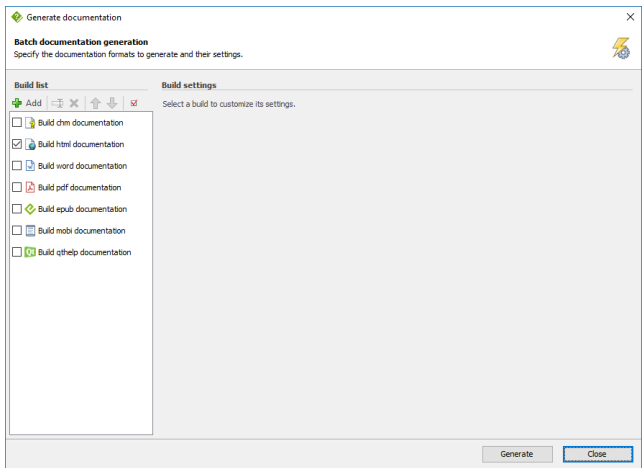 Generate documentation
Batch documentation generation
Specify the documentation formats to generate and their settings.
Build list
Build settings
Add
Select a build to customize its settings.
Build chm documentation
Build html documentation
Build word documentation
Build pdf documentation
Build epub documentation
Build mobi documentation
Build qthelp documentation
Generate
Close